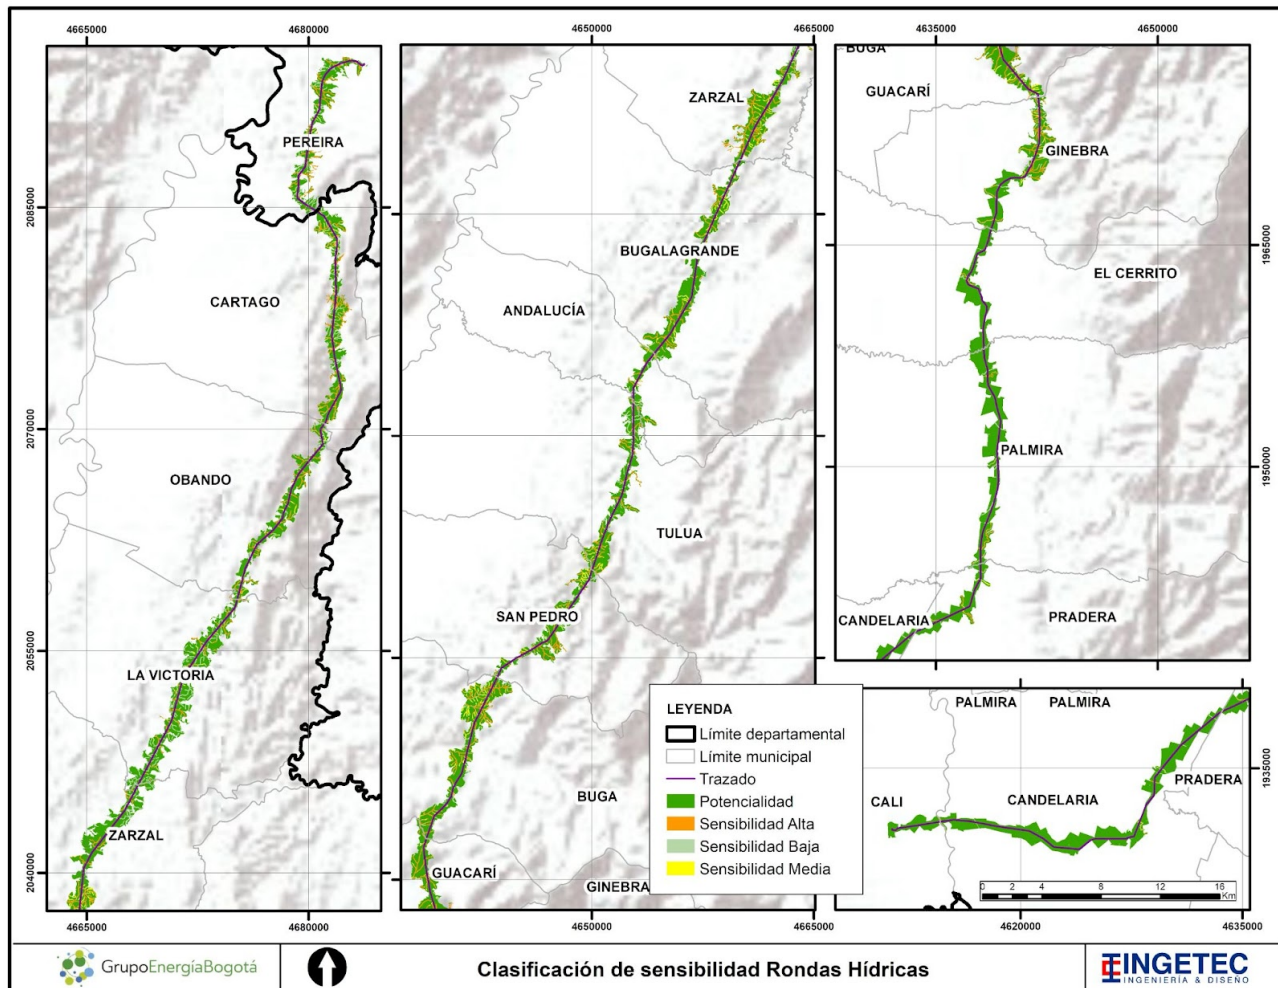 4665000
4680000
4650000
4665000
4635000
4650000
2085000
2070000
2055000
2040000
PEREIRA
CARTAGO
OBANDO
LA VICTORIA
ZARZAL
4665000
4680000
ZARZAL
BUGALAGRANDE
ANDALUCÍA
TULUA
SAN PEDRO
BUGA
GUACARÍ
GINEBRA
4650000
4665000
BUGA
GUACARÍ
GINEBRA
EL CERRITO
PALMIRA
CANDELARIA
PRADERA
1965000
1950000
LEYENDA
Límite departamental
Límite municipal
Trazado
Potencialidad
Sensibilidad Alta
Sensibilidad Baja
Sensibilidad Media
PALMIRA
PALMIRA
PRADERA
CALI
CANDELARIA
1935000
0 2 4 8 12 16
Km
4620000
4635000
GrupoEnergíaBogotá
Clasificación de sensibilidad Rondas Hídricas
INGETEC
INGENIERÍA & DISEÑO